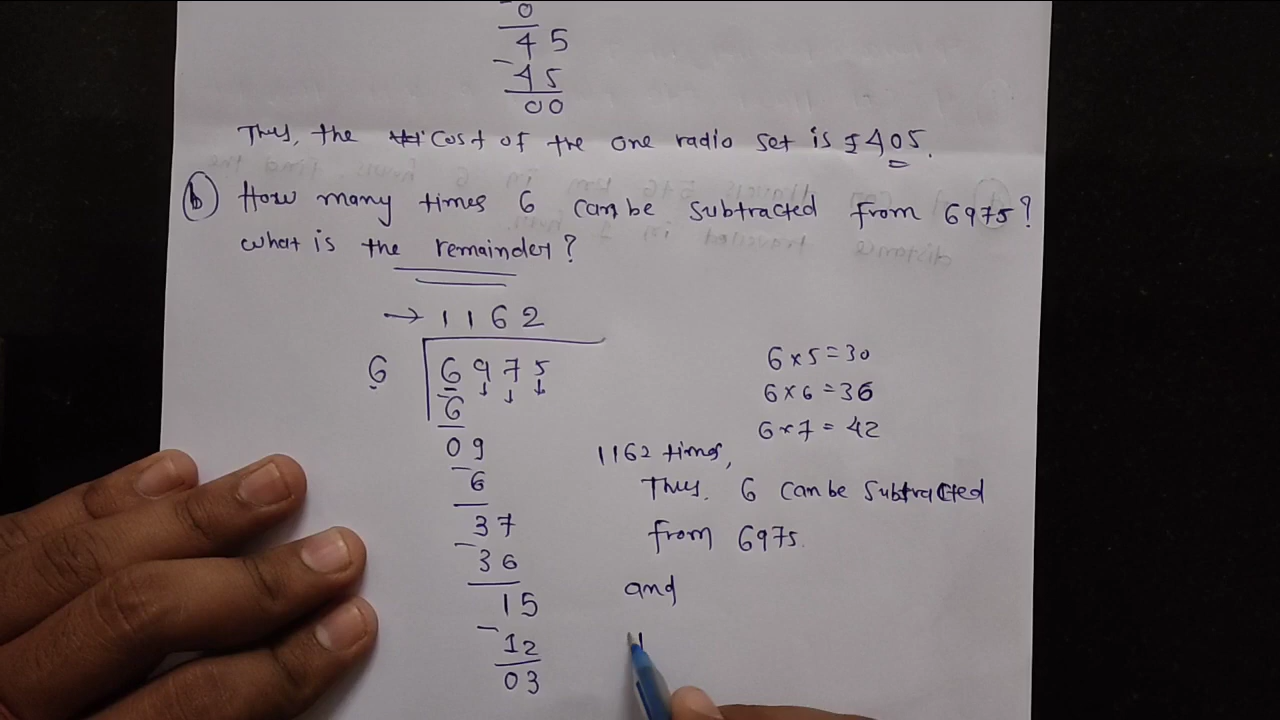 0
45
- 45
00
Thus, the cost of the one radio set is ₹405.
(b) How many times 6 can be subtracted from 6975?
what is the remainder?
→ 1162
6 6975
- 6
09
- 6
37
- 36
15
- 12
03
6×5=30
6×6=36
6×7=42
1162 times,
Thus. 6 can be subtracted
from 6975.
and